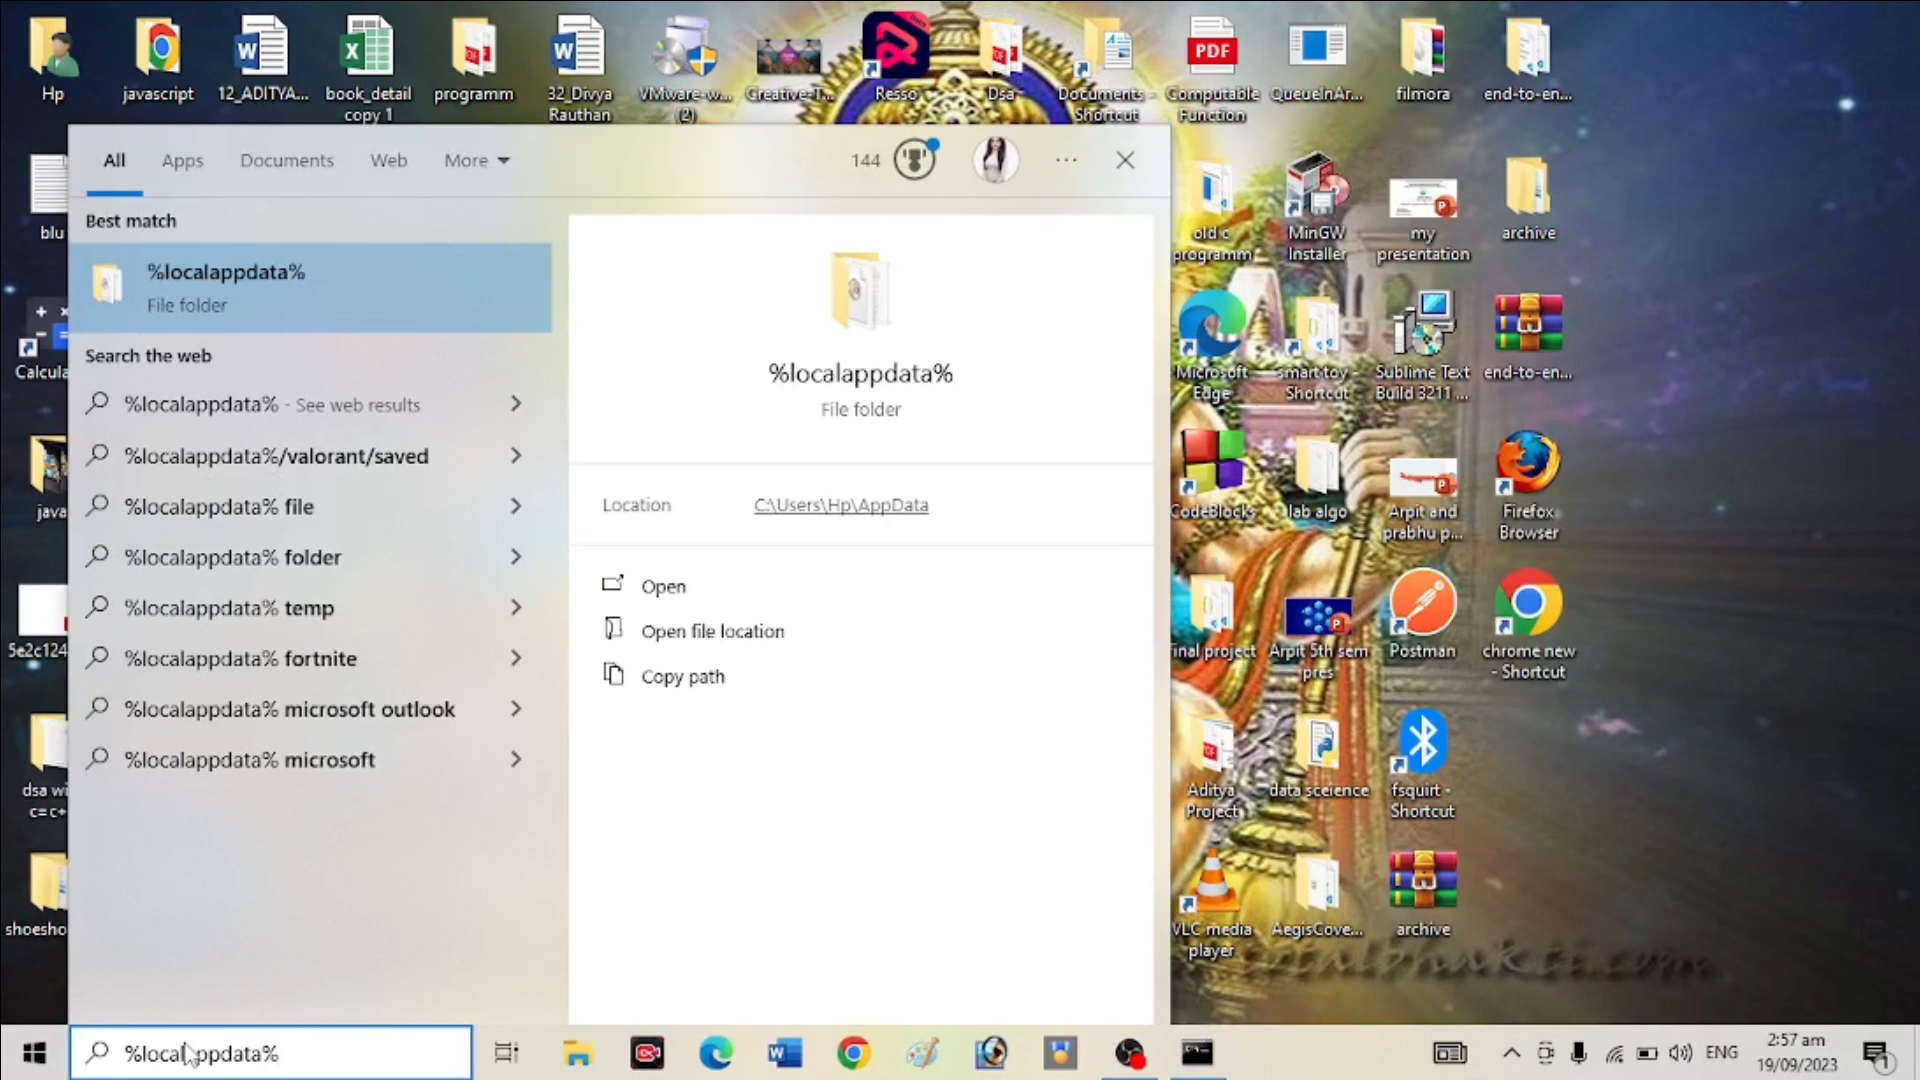 Hp
javascript
12_ADITYA...
book_detail
copy 1
programm
32_Divya
Rauthan
VMware-w...
(2)
Creative-T...
Resso
Dsa
Documents -
Shortcut
Computable
Function
QueueInAr...
filmora
end-to-en...
All
Apps
Documents
Web
More
144
Best match
%localappdata%
File folder
Search the web
%localappdata% - See web results
%localappdata%/valorant/saved
%localappdata% file
%localappdata% folder
%localappdata% temp
%localappdata% fortnite
%localappdata% microsoft outlook
%localappdata% microsoft
%localappdata%
File folder
Location
C:\Users\Hp\AppData
Open
Open file location
Copy path
blu
Calcula
java
5e2c124
dsa wi
c= c+
shoesho
old c
programm
MinGW
Installer
my
presentation
archive
Microsoft
Edge
smart toy -
Shortcut
Sublime Text
Build 3211 ...
end-to-en...
CodeBlocks
lab algo
Arpit and
prabhu p...
Firefox
Browser
inal project
Arpit 5th sem
pres
Postman
chrome new
- Shortcut
Aditya
Project
data sceience
fsquirt -
Shortcut
VLC media
player
AegisCove...
archive
PDF
%localappdata%
ENG
2:57 am
19/09/2023
1